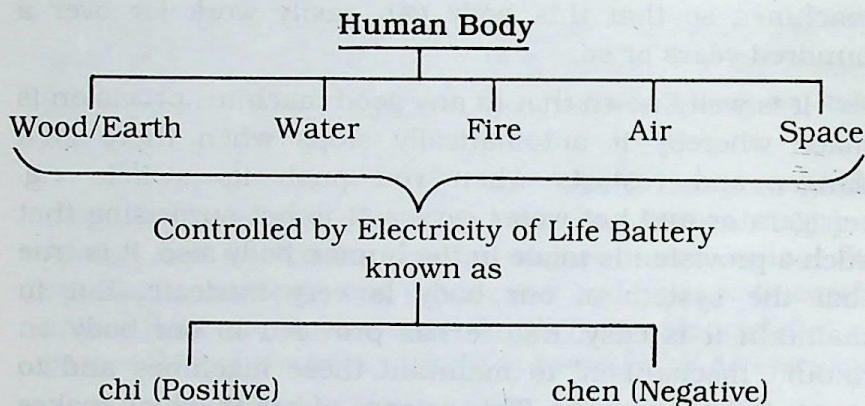 Human Body
Wood/Earth Water Fire Air Space
Controlled by Electricity of Life Battery
known as
chi (Positive) chen (Negative)